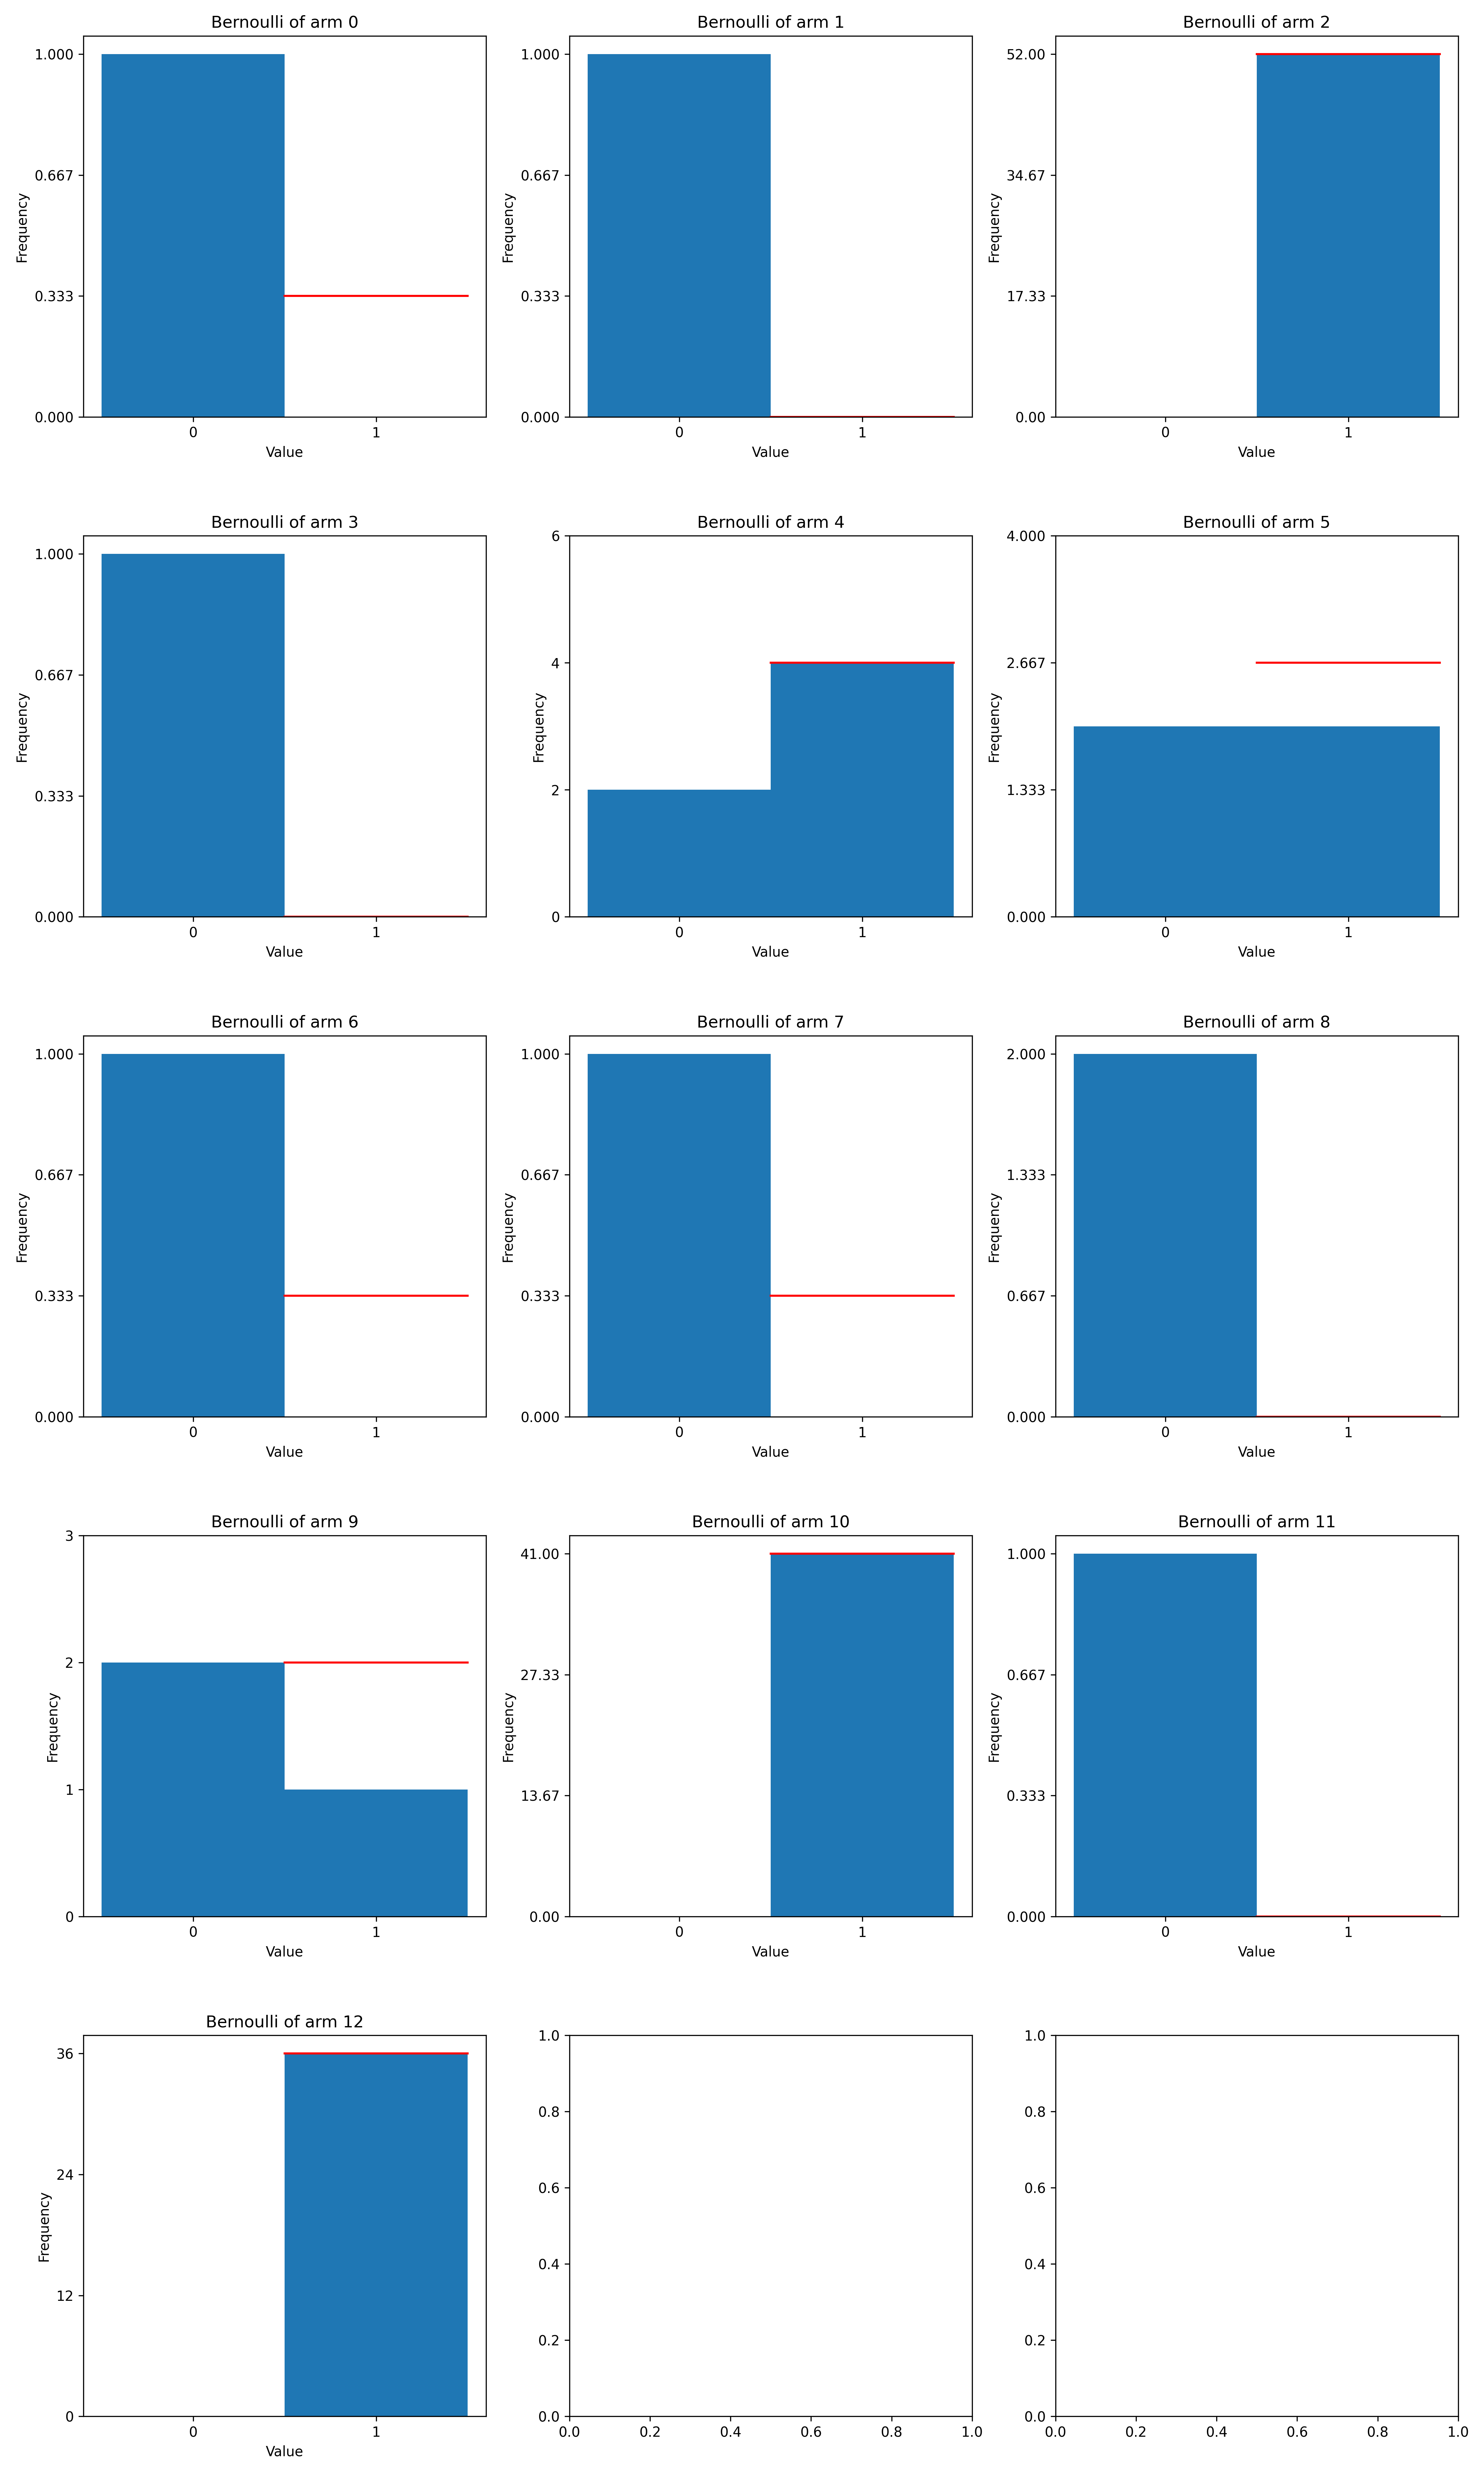 Bernoulli of arm 0
1.000
0.667
0.333
0.000
Frequency
0 1
Value
Bernoulli of arm 1
1.000
0.667
0.333
0.000
Frequency
0 1
Value
Bernoulli of arm 2
52.00
34.67
17.33
0.00
Frequency
0 1
Value
Bernoulli of arm 3
1.000
0.667
0.333
0.000
Frequency
0 1
Value
Bernoulli of arm 4
6
4
2
0
Frequency
0 1
Value
Bernoulli of arm 5
4.000
2.667
1.333
0.000
Frequency
0 1
Value
Bernoulli of arm 6
1.000
0.667
0.333
0.000
Frequency
0 1
Value
Bernoulli of arm 7
1.000
0.667
0.333
0.000
Frequency
0 1
Value
Bernoulli of arm 8
2.000
1.333
0.667
0.000
Frequency
0 1
Value
Bernoulli of arm 9
3
2
1
0
Frequency
0 1
Value
Bernoulli of arm 10
41.00
27.33
13.67
0.00
Frequency
0 1
Value
Bernoulli of arm 11
1.000
0.667
0.333
0.000
Frequency
0 1
Value
Bernoulli of arm 12
36
24
12
0
Frequency
0 1
Value
1.0
0.8
0.6
0.4
0.2
0.0
0.0 0.2 0.4 0.6 0.8 1.0
1.0
0.8
0.6
0.4
0.2
0.0
0.0 0.2 0.4 0.6 0.8 1.0